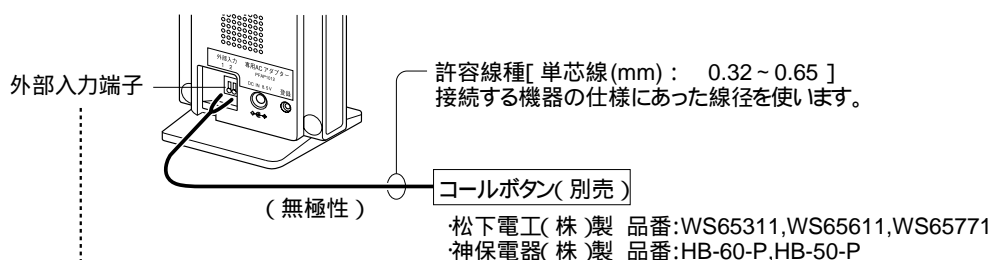 外部入力
1 2
専用ACアダプター
PFAP1012
DC IN 6.5V
登録
外部入力端子
許容線種[ 単芯線(mm) : 0.32 ~ 0.65 ]
接続する機器の仕様にあった線径を使います。
コールボタン( 別売 )
( 無極性 )
・松下電工( 株 )製 品番:WS65311,WS65611,WS65771
・神保電器( 株 )製 品番:HB-60-P,HB-50-P